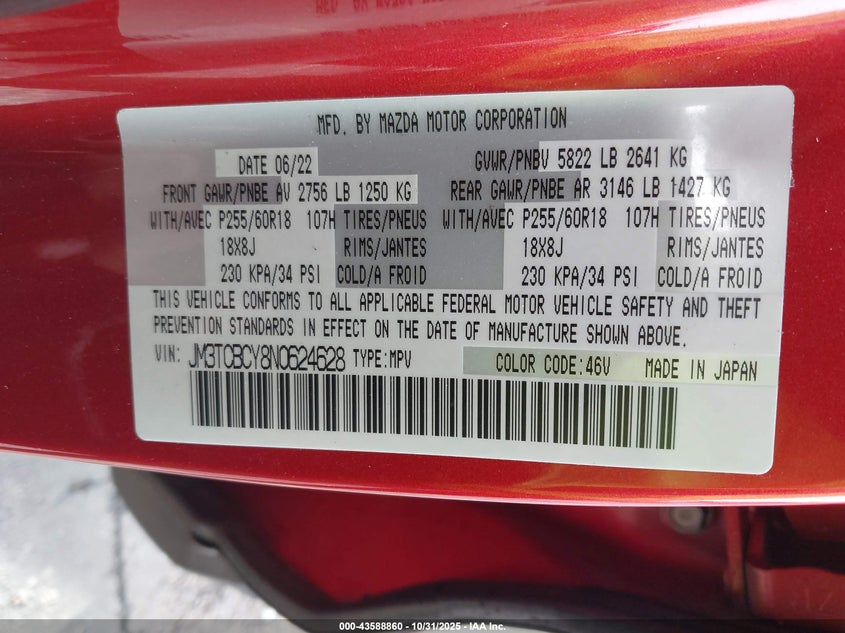 MFD. BY MAZDA MOTOR CORPORATION
DATE 06/22 GVWR/PNBV 5822 LB 2641 KG
FRONT GAWR/PNBE AV 2756 LB 1250 KG REAR GAWR/PNBE AR 3146 LB 1427 KG
WITH/AVEC P255/60R18 107H TIRES/PNEUS WITH/AVEC P255/60R18 107H TIRES/PNEUS
18X8J RIMS/JANTES 18X8J RIMS/JANTES
230 KPA/34 PSI COLD/A FROID 230 KPA/34 PSI COLD/A FROID
THIS VEHICLE CONFORMS TO ALL APPLICABLE FEDERAL MOTOR VEHICLE SAFETY AND THEFT
PREVENTION STANDARDS IN EFFECT ON THE DATE OF MANUFACTURE SHOWN ABOVE.
VIN: JM3TCBCY8N0624628 TYPE:MPV COLOR CODE:46V MADE IN JAPAN
000-43588860 - 10/31/2025 - IAA Inc.